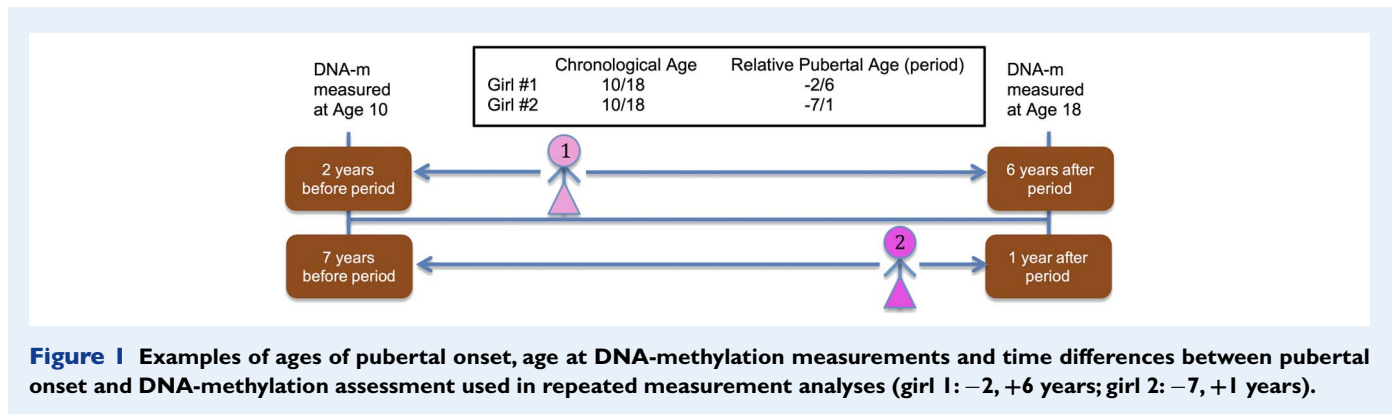 DNA-m
measured
at Age 10
Chronological Age Relative Pubertal Age (period)
Girl #1 10/18 -2/6
Girl #2 10/18 -7/1
DNA-m
measured
at Age 18
2 years
before period
1
6 years after
period
7 years
before period
2
1 year after
period
Figure 1 Examples of ages of pubertal onset, age at DNA-methylation measurements and time differences between pubertal
onset and DNA-methylation assessment used in repeated measurement analyses (girl 1: −2, +6 years; girl 2: −7, +1 years).